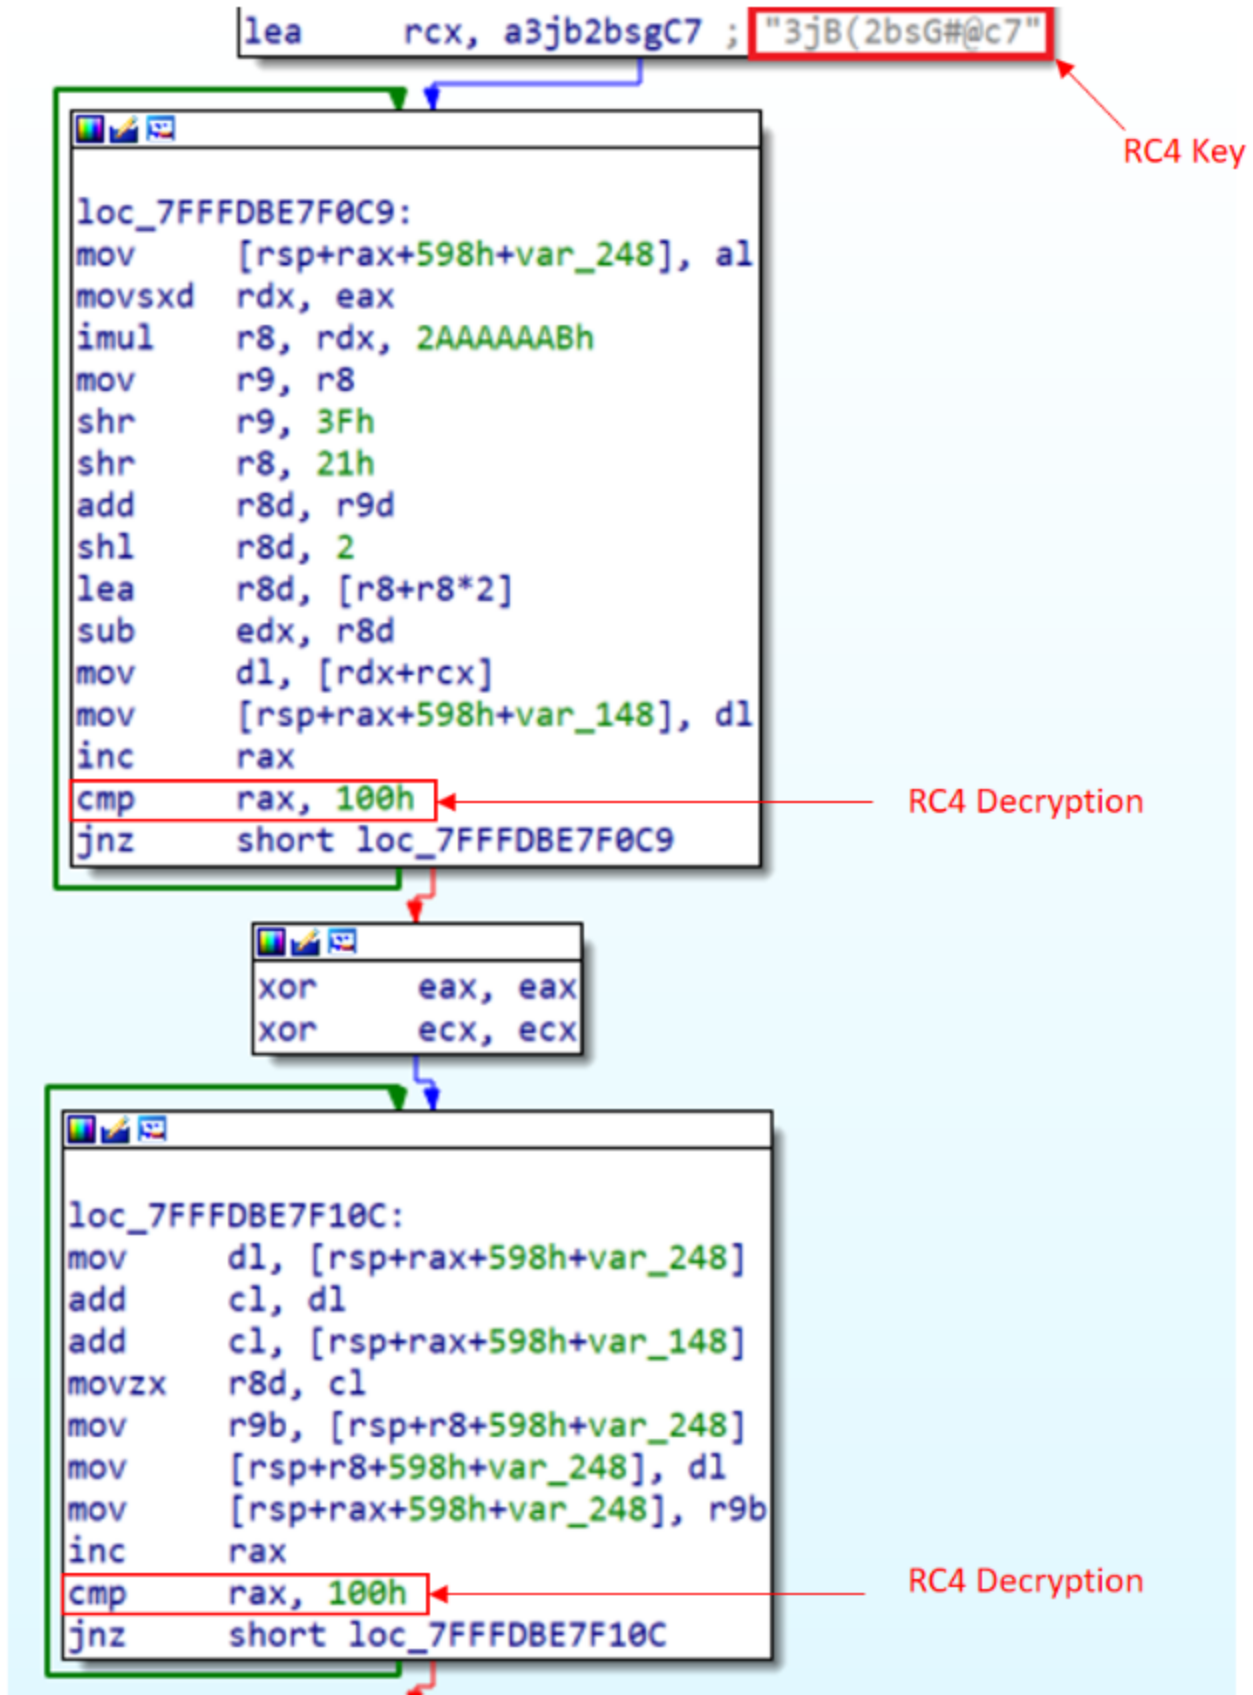 lea rcx, a3jb2bsgC7 ; "3jB(2bsG#@c7"
RC4 Key
loc_7FFFDBE7F0C9:
mov [rsp+rax+598h+var_248], al
movsxd rdx, eax
imul r8, rdx, 2AAAAAABh
mov r9, r8
shr r9, 3Fh
shr r8, 21h
add r8d, r9d
shl r8d, 2
lea r8d, [r8+r8*2]
sub edx, r8d
mov dl, [rdx+rcx]
mov [rsp+rax+598h+var_148], dl
inc rax
cmp rax, 100h
RC4 Decryption
jnz short loc_7FFFDBE7F0C9
xor eax, eax
xor ecx, ecx
loc_7FFFDBE7F10C:
mov dl, [rsp+rax+598h+var_248]
add cl, dl
add cl, [rsp+rax+598h+var_148]
movzx r8d, cl
mov r9b, [rsp+r8+598h+var_248]
mov [rsp+r8+598h+var_248], dl
mov [rsp+rax+598h+var_248], r9b
inc rax
cmp rax, 100h
RC4 Decryption
jnz short loc_7FFFDBE7F10C